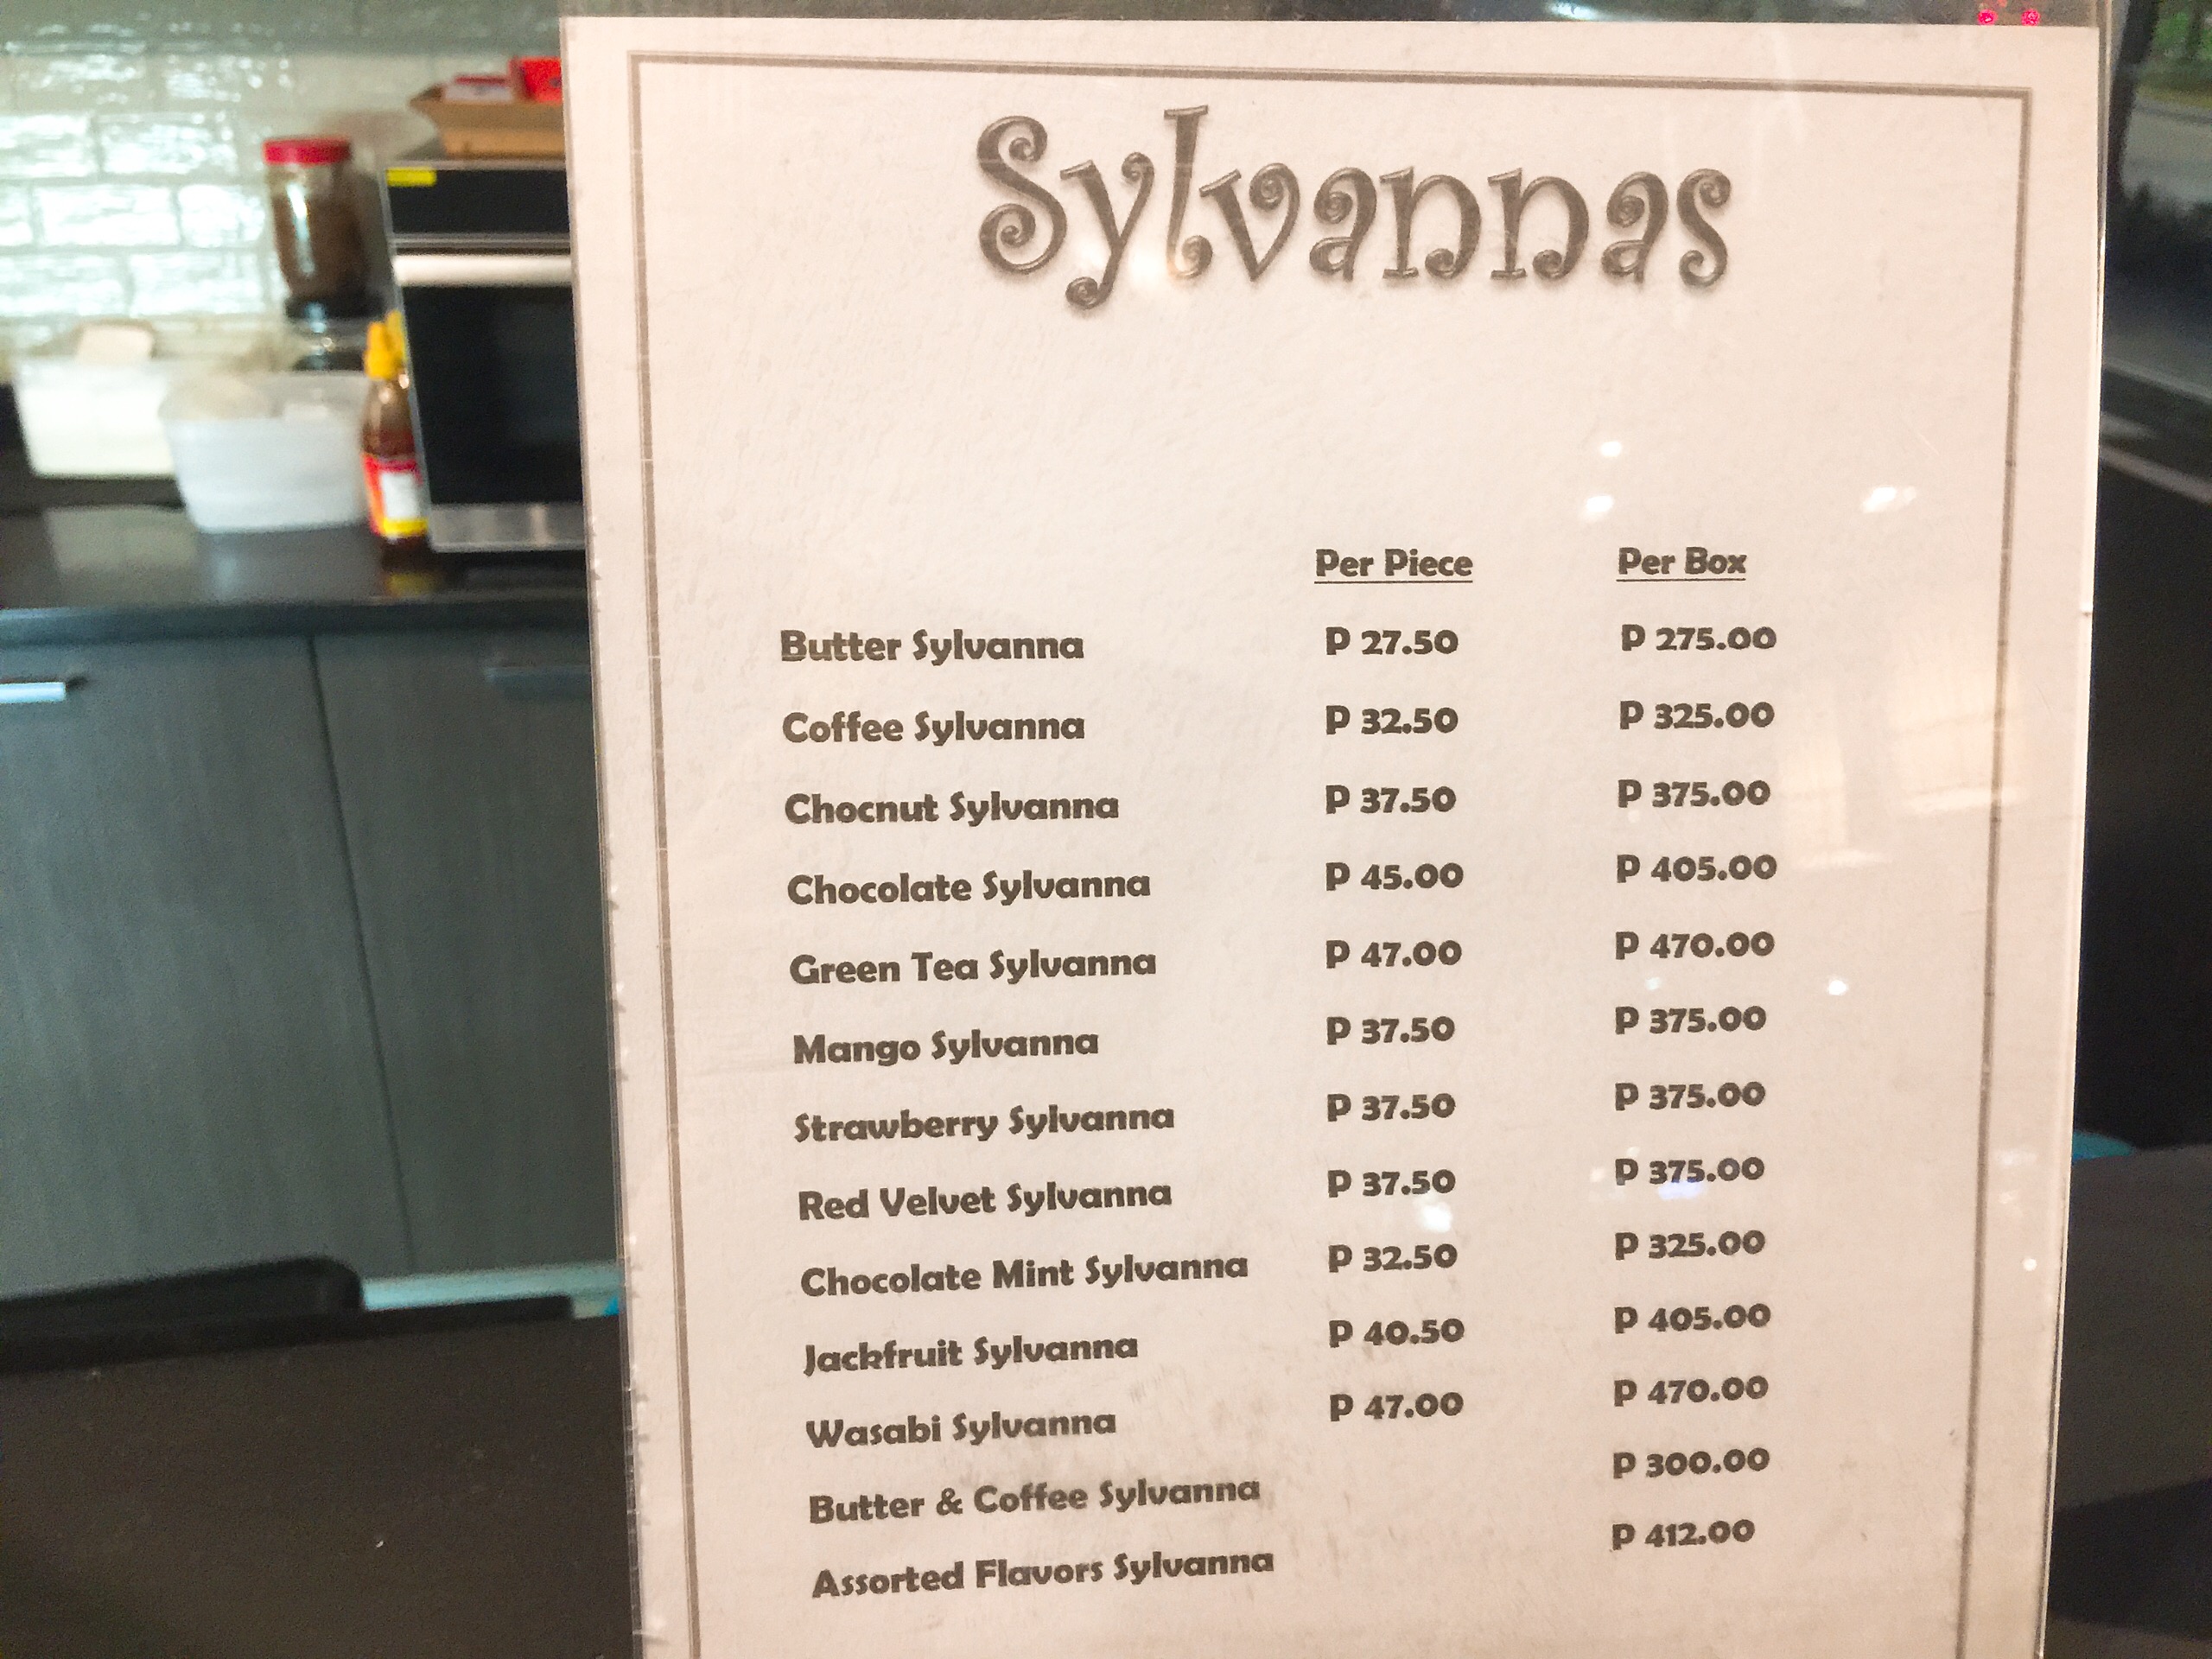 Sylvannas
Per Piece Per Box
Butter Sylvanna P 27.50 P 275.00
Coffee Sylvanna P 32.50 P 325.00
Chocnut Sylvanna P 37.50 P 375.00
Chocolate Sylvanna P 45.00 P 405.00
Green Tea Sylvanna P 47.00 P 470.00
Mango Sylvanna P 37.50 P 375.00
Strawberry Sylvanna P 37.50 P 375.00
Red Velvet Sylvanna P 37.50 P 375.00
Chocolate Mint Sylvanna P 32.50 P 325.00
Jackfruit Sylvanna P 40.50 P 405.00
Wasabi Sylvanna P 47.00 P 470.00
Butter & Coffee Sylvanna P 300.00
Assorted Flavors Sylvanna P 412.00